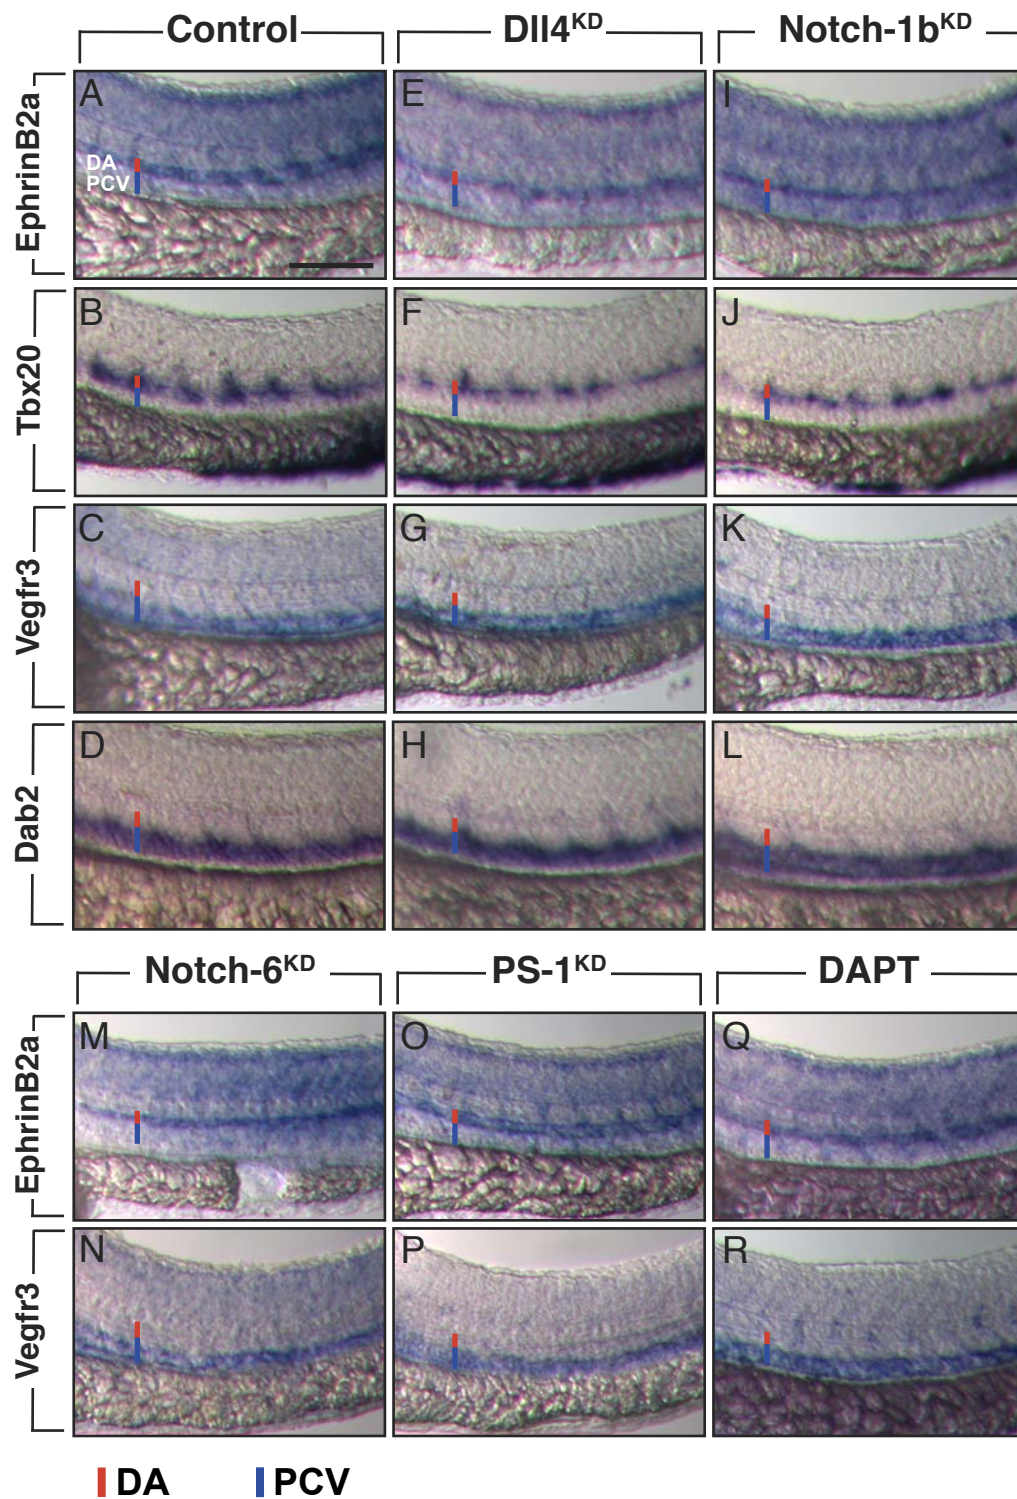 Control Dll4KD Notch-1bKD
EphrinB2a
A E I
DA
PCV
Tbx20
B F J
Vegfr3
C G K
Dab2
D H L
Notch-6KD PS-1KD DAPT
EphrinB2a
M O Q
Vegfr3
N P R
DA PCV